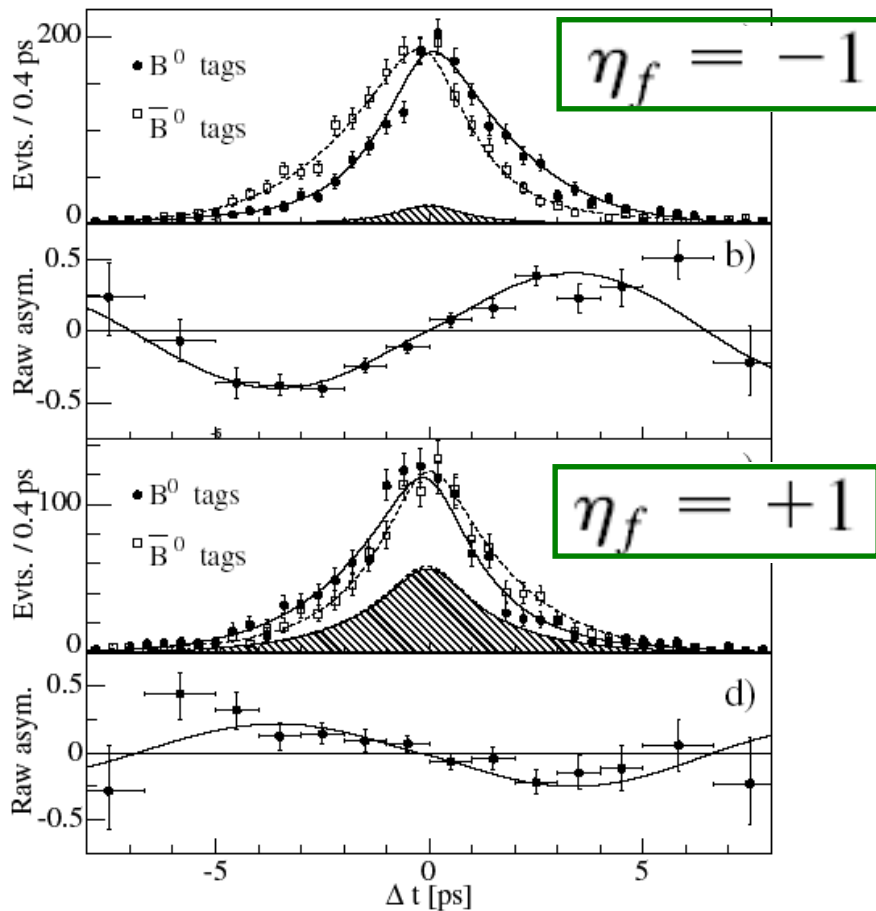 200
Evts. / 0.4 ps
100
0
B⁰ tags
B̅⁰ tags
η_f = −1
Raw asym.
0.5
0
-0.5
b)
Evts. / 0.4 ps
100
0
B⁰ tags
B̅⁰ tags
η_f = +1
Raw asym.
0.5
0
-0.5
d)
-5 0 5
Δ t [ps]